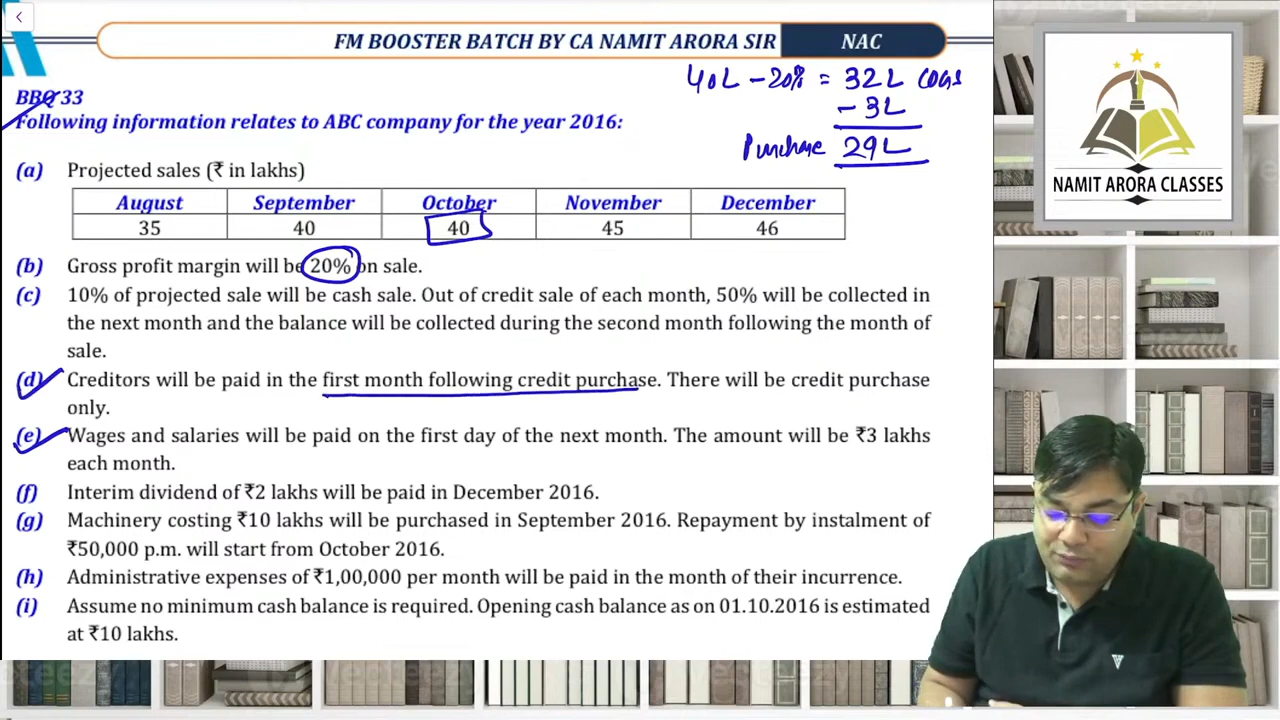 FM BOOSTER BATCH BY CA NAMIT ARORA SIR NAC
40L - 20% = 32L COGS
- 3L
Purchase 29L
BBQ 33
Following information relates to ABC company for the year 2016:
(a) Projected sales (₹ in lakhs)
August September October November December
35 40 40 45 46
(b) Gross profit margin will be 20% on sale.
(c) 10% of projected sale will be cash sale. Out of credit sale of each month, 50% will be collected in
the next month and the balance will be collected during the second month following the month of
sale.
(d) Creditors will be paid in the first month following credit purchase. There will be credit purchase
only.
(e) Wages and salaries will be paid on the first day of the next month. The amount will be ₹3 lakhs
each month.
(f) Interim dividend of ₹2 lakhs will be paid in December 2016.
(g) Machinery costing ₹10 lakhs will be purchased in September 2016. Repayment by instalment of
₹50,000 p.m. will start from October 2016.
(h) Administrative expenses of ₹1,00,000 per month will be paid in the month of their incurrence.
(i) Assume no minimum cash balance is required. Opening cash balance as on 01.10.2016 is estimated
at ₹10 lakhs.
NAMIT ARORA CLASSES